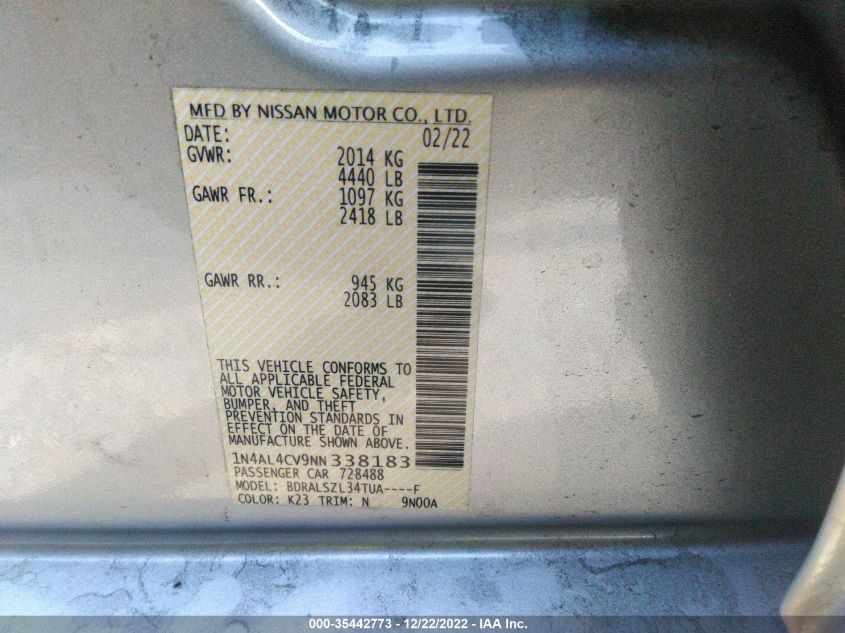 MFD BY NISSAN MOTOR CO., LTD.
DATE: 02/22
GVWR: 2014 KG
4440 LB
GAWR FR.: 1097 KG
2418 LB
GAWR RR.: 945 KG
2083 LB
THIS VEHICLE CONFORMS TO
ALL APPLICABLE FEDERAL
MOTOR VEHICLE SAFETY,
BUMPER, AND THEFT
PREVENTION STANDARDS IN
EFFECT ON THE DATE OF
MANUFACTURE SHOWN ABOVE.
1N4AL4CV9NN338183
PASSENGER CAR 728488
MODEL: BDRALSZL34TUA----F
COLOR: K23 TRIM: N 9N00A
000-35442773 - 12/22/2022 - IAA Inc.